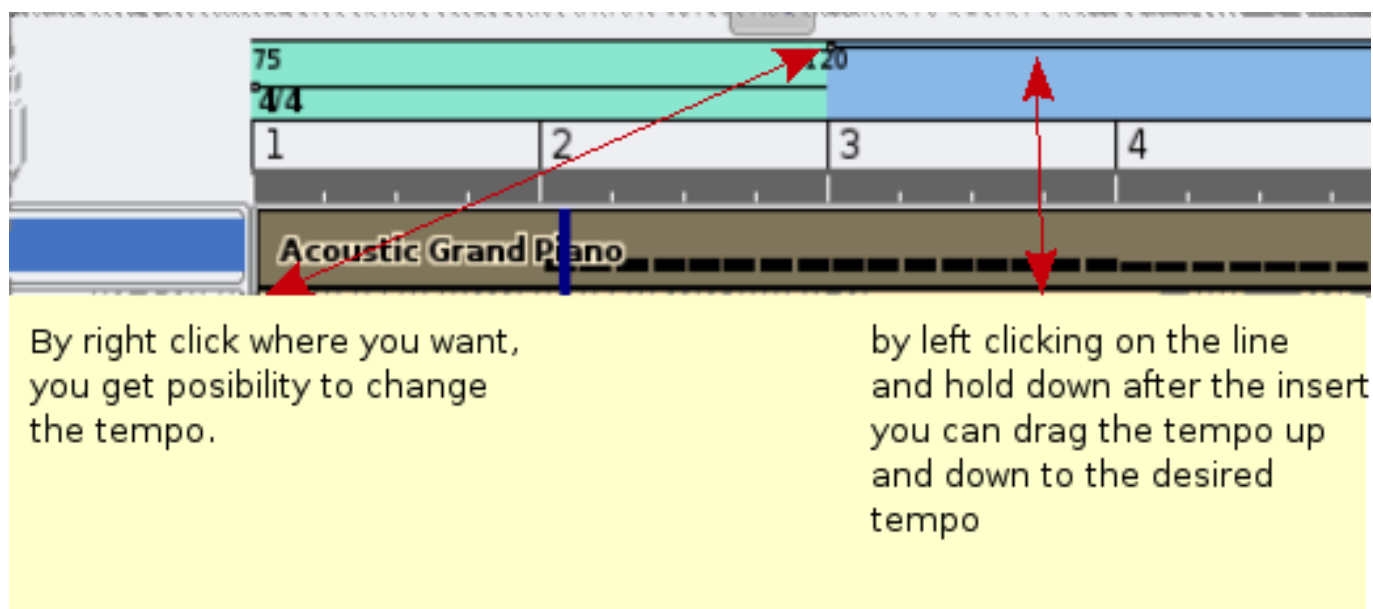 75
120
4/4
1 2 3 4
Acoustic Grand Piano
By right click where you want,
you get posibility to change
the tempo.
by left clicking on the line
and hold down after the insert
you can drag the tempo up
and down to the desired
tempo